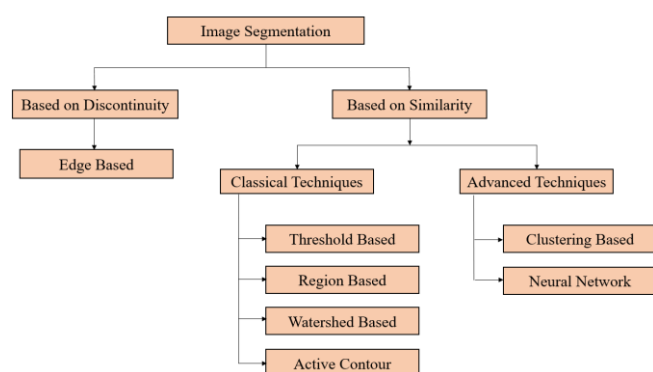 Image Segmentation
Based on Discontinuity
Based on Similarity
Edge Based
Classical Techniques
Advanced Techniques
Threshold Based
Clustering Based
Region Based
Neural Network
Watershed Based
Active Contour